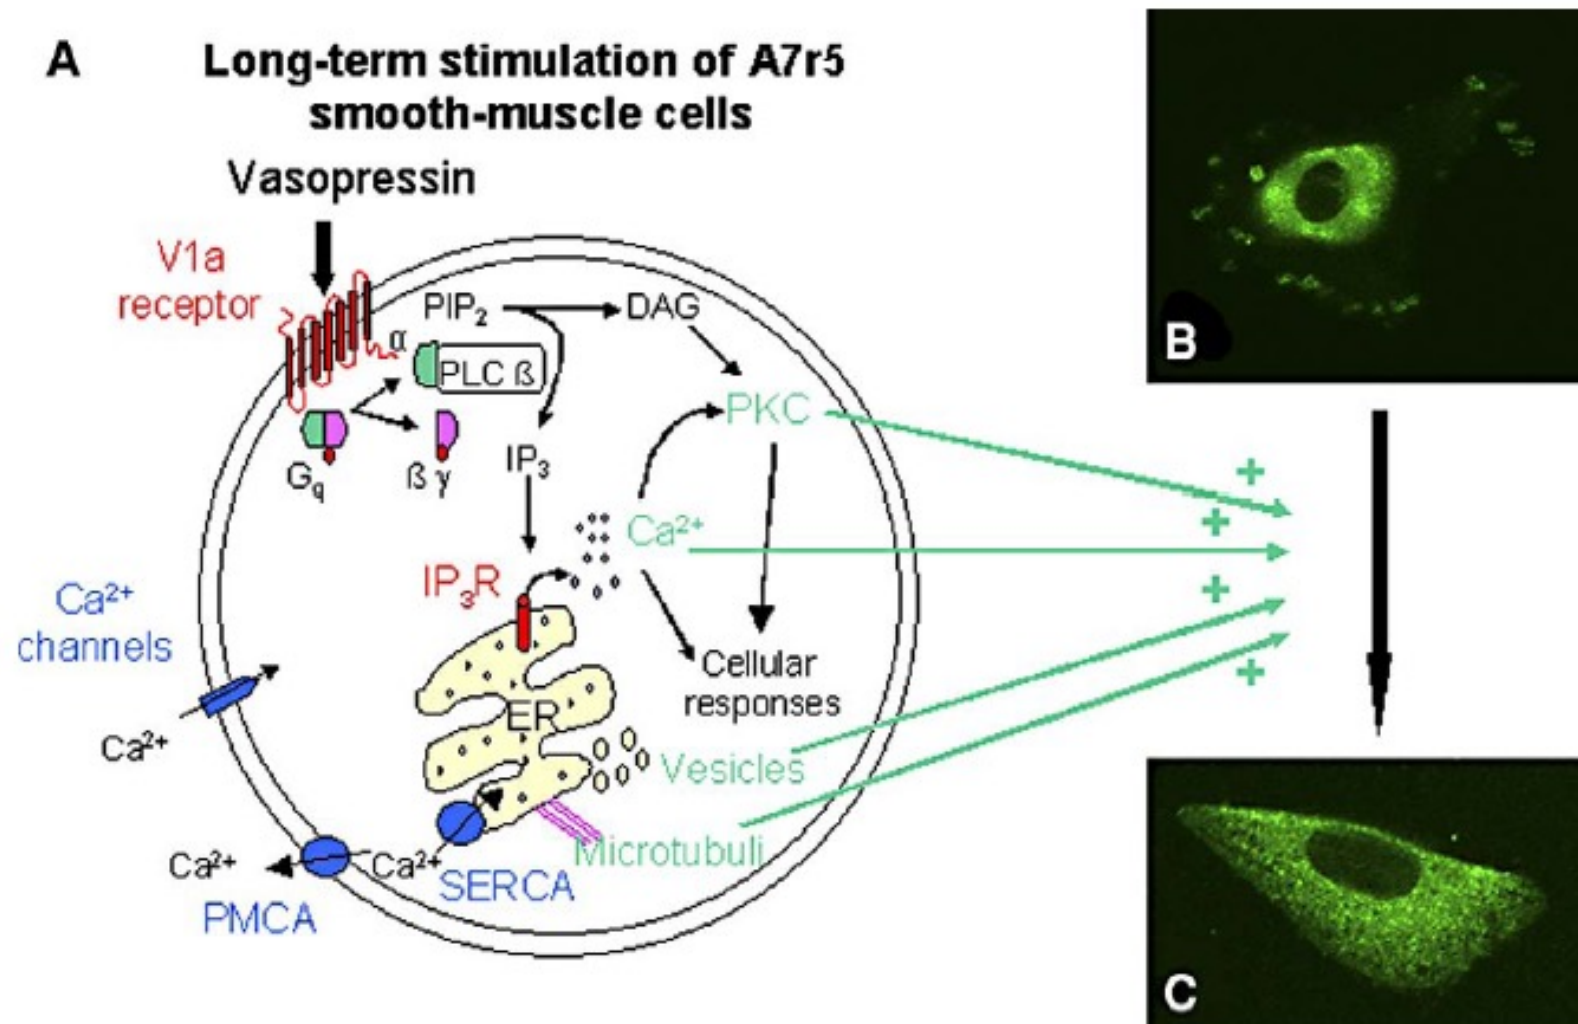 A
Long-term stimulation of A7r5
smooth-muscle cells
Vasopressin
V1a
receptor
PIP₂
DAG
α
PLC ß
PKC
Gq
ß γ
IP₃
Ca²⁺
IP₃R
Ca²⁺
channels
Cellular
responses
ER
Ca²⁺
Vesicles
Microtubuli
Ca²⁺
Ca²⁺
SERCA
PMCA
+
+
+
+
B
C